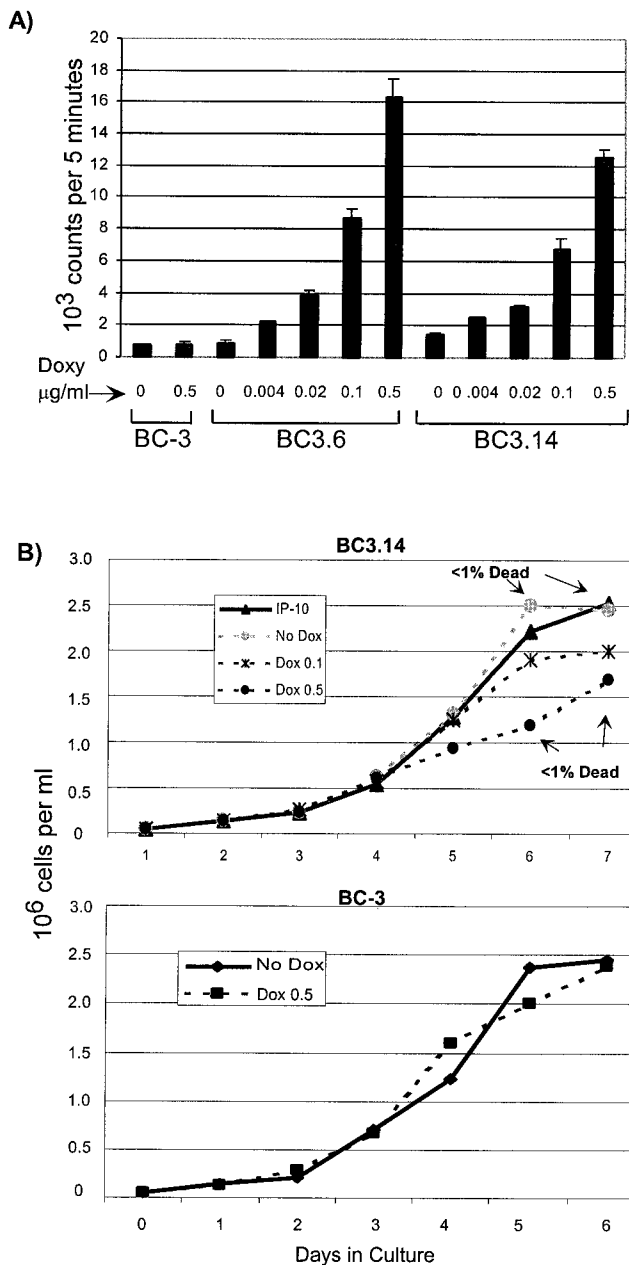 A)
10³ counts per 5 minutes
20
18
16
14
12
10
8
6
4
2
0
Doxy
µg/ml
0 0.5 0 0.004 0.02 0.1 0.5 0 0 .004 0.02 0.1 0.5
BC-3 BC3.6 BC3.14
B)
10⁶ cells per ml
BC3.14
3.0
2.5
2.0
1.5
1.0
0.5
0
IP-10
No Dox
Dox 0.1
Dox 0.5
<1% Dead
<1% Dead
1 2 3 4 5 6 7
BC-3
3.0
2.5
2.0
1.5
1.0
0.5
0
No Dox
Dox 0.5
0 1 2 3 4 5 6
Days in Culture